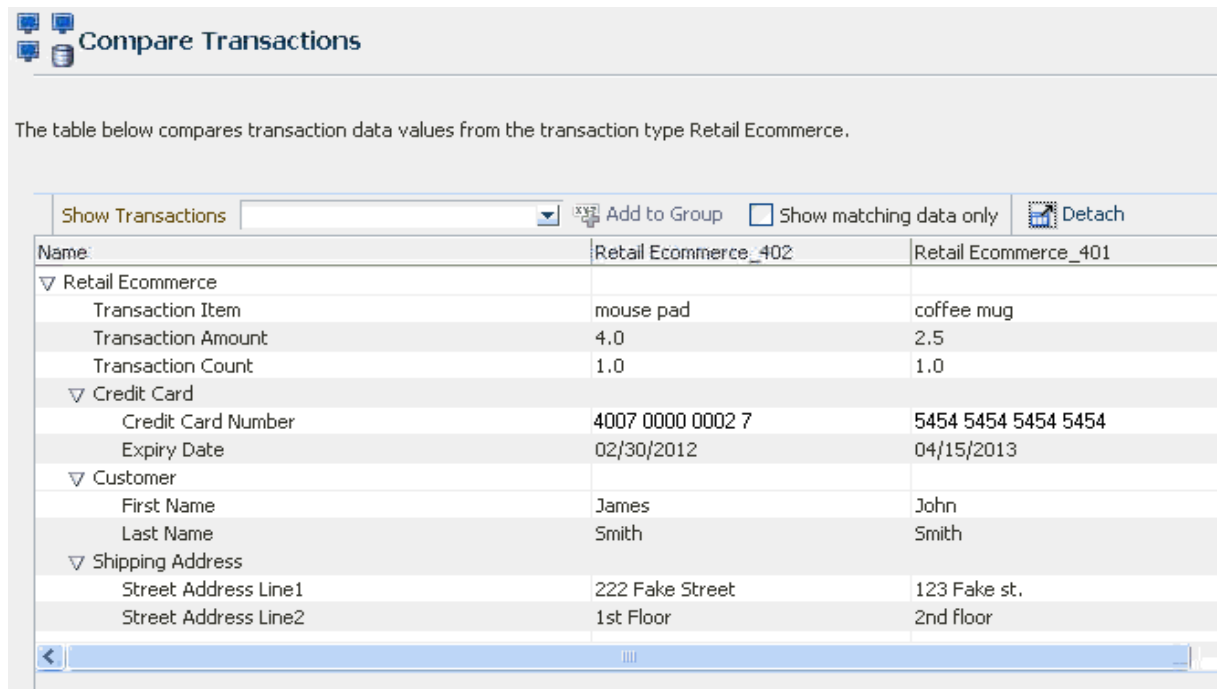 Compare Transactions
The table below compares transaction data values from the transaction type Retail Ecommerce.
Show Transactions Add to Group Show matching data only Detach
Name Retail Ecommerce_402 Retail Ecommerce_401
Retail Ecommerce
Transaction Item mouse pad coffee mug
Transaction Amount 4.0 2.5
Transaction Count 1.0 1.0
Credit Card
Credit Card Number 4007 0000 0002 7 5454 5454 5454 5454
Expiry Date 02/30/2012 04/15/2013
Customer
First Name James John
Last Name Smith Smith
Shipping Address
Street Address Line1 222 Fake Street 123 Fake st.
Street Address Line2 1st Floor 2nd floor